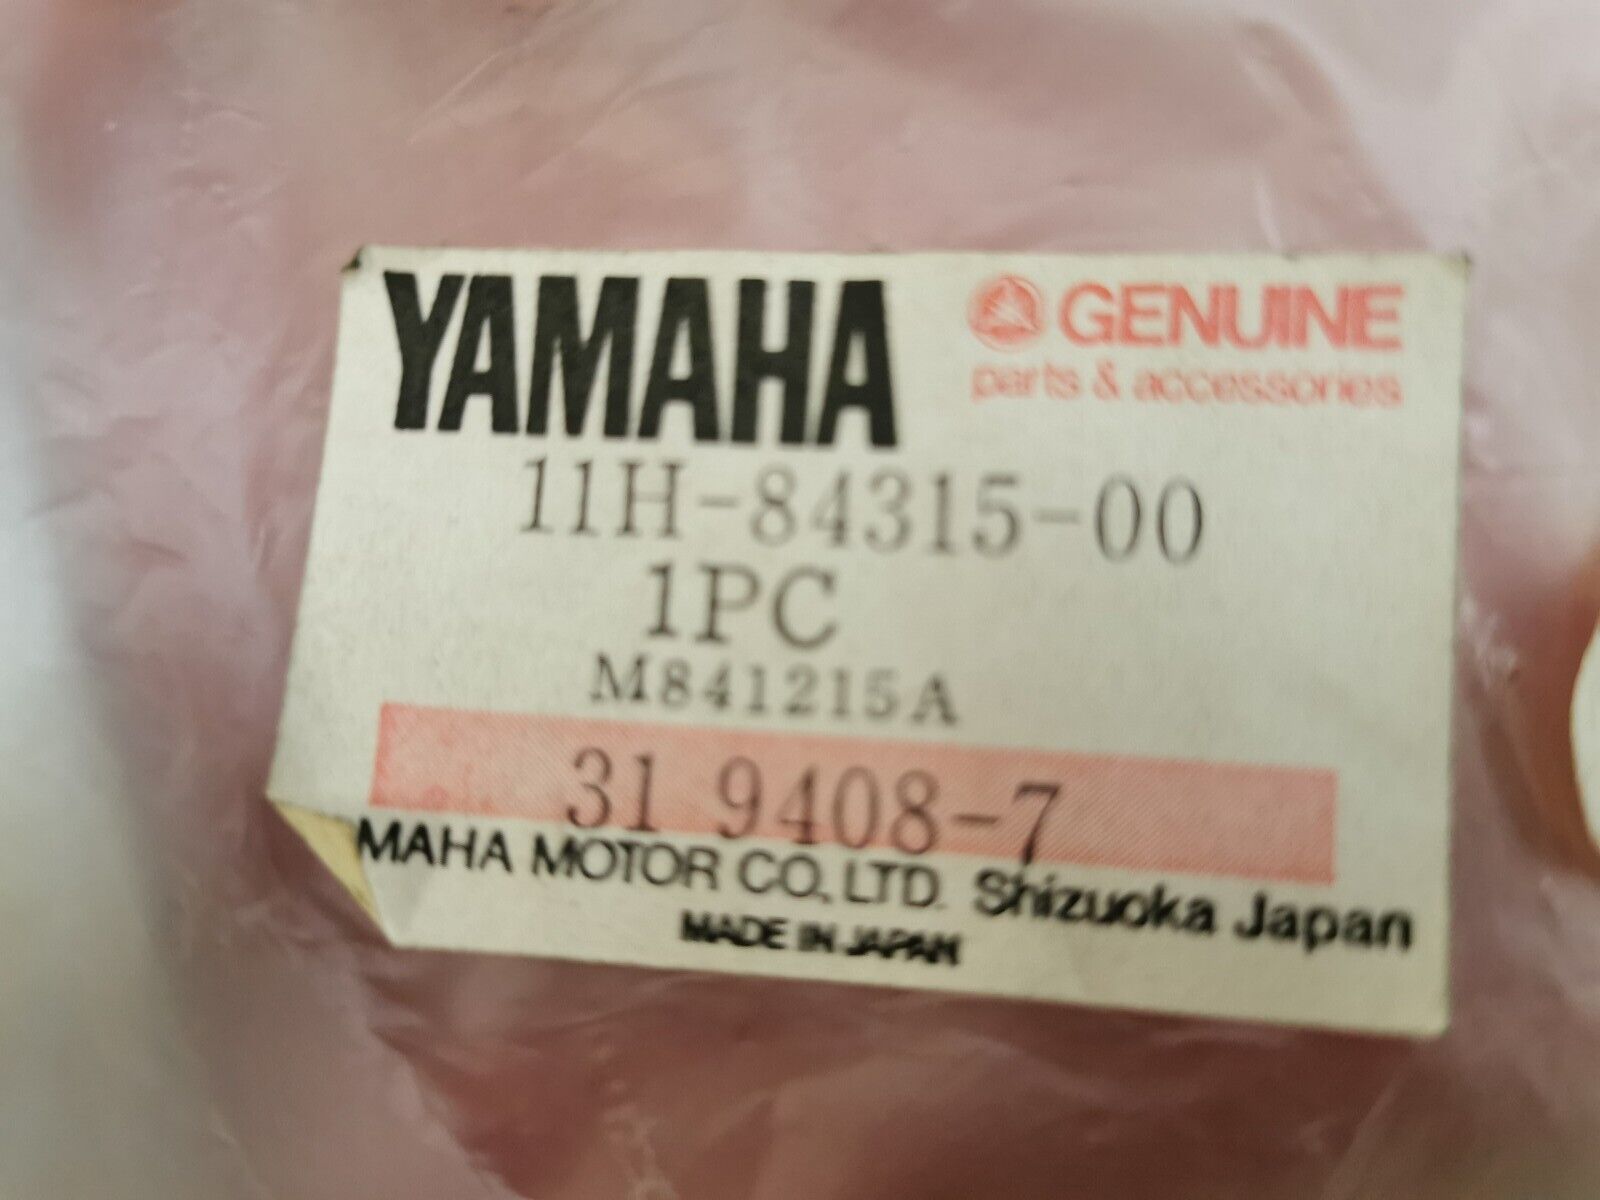 YAMAHA
GENUINE
parts & accessories
11H-84315-00
1PC
M841215A
31 9408-7
MAHA MOTOR CO., LTD. Shizuoka Japan
MADE IN JAPAN